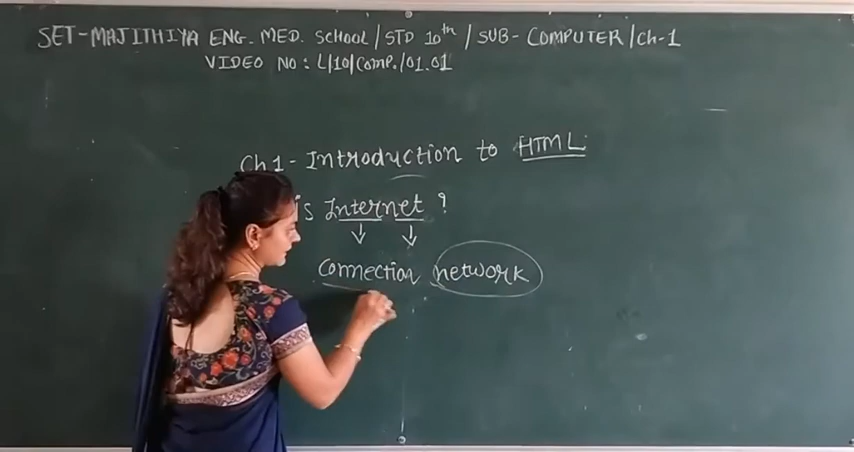 SET-MAJITHIYA ENG. MED. School / STD 10th / SUB- COMPUTER / Ch-1
VIDEO NO: L/10/Comp./01.01
Ch 1 - Introduction to HTML
is Internet ?
↓ ↓
Connection network